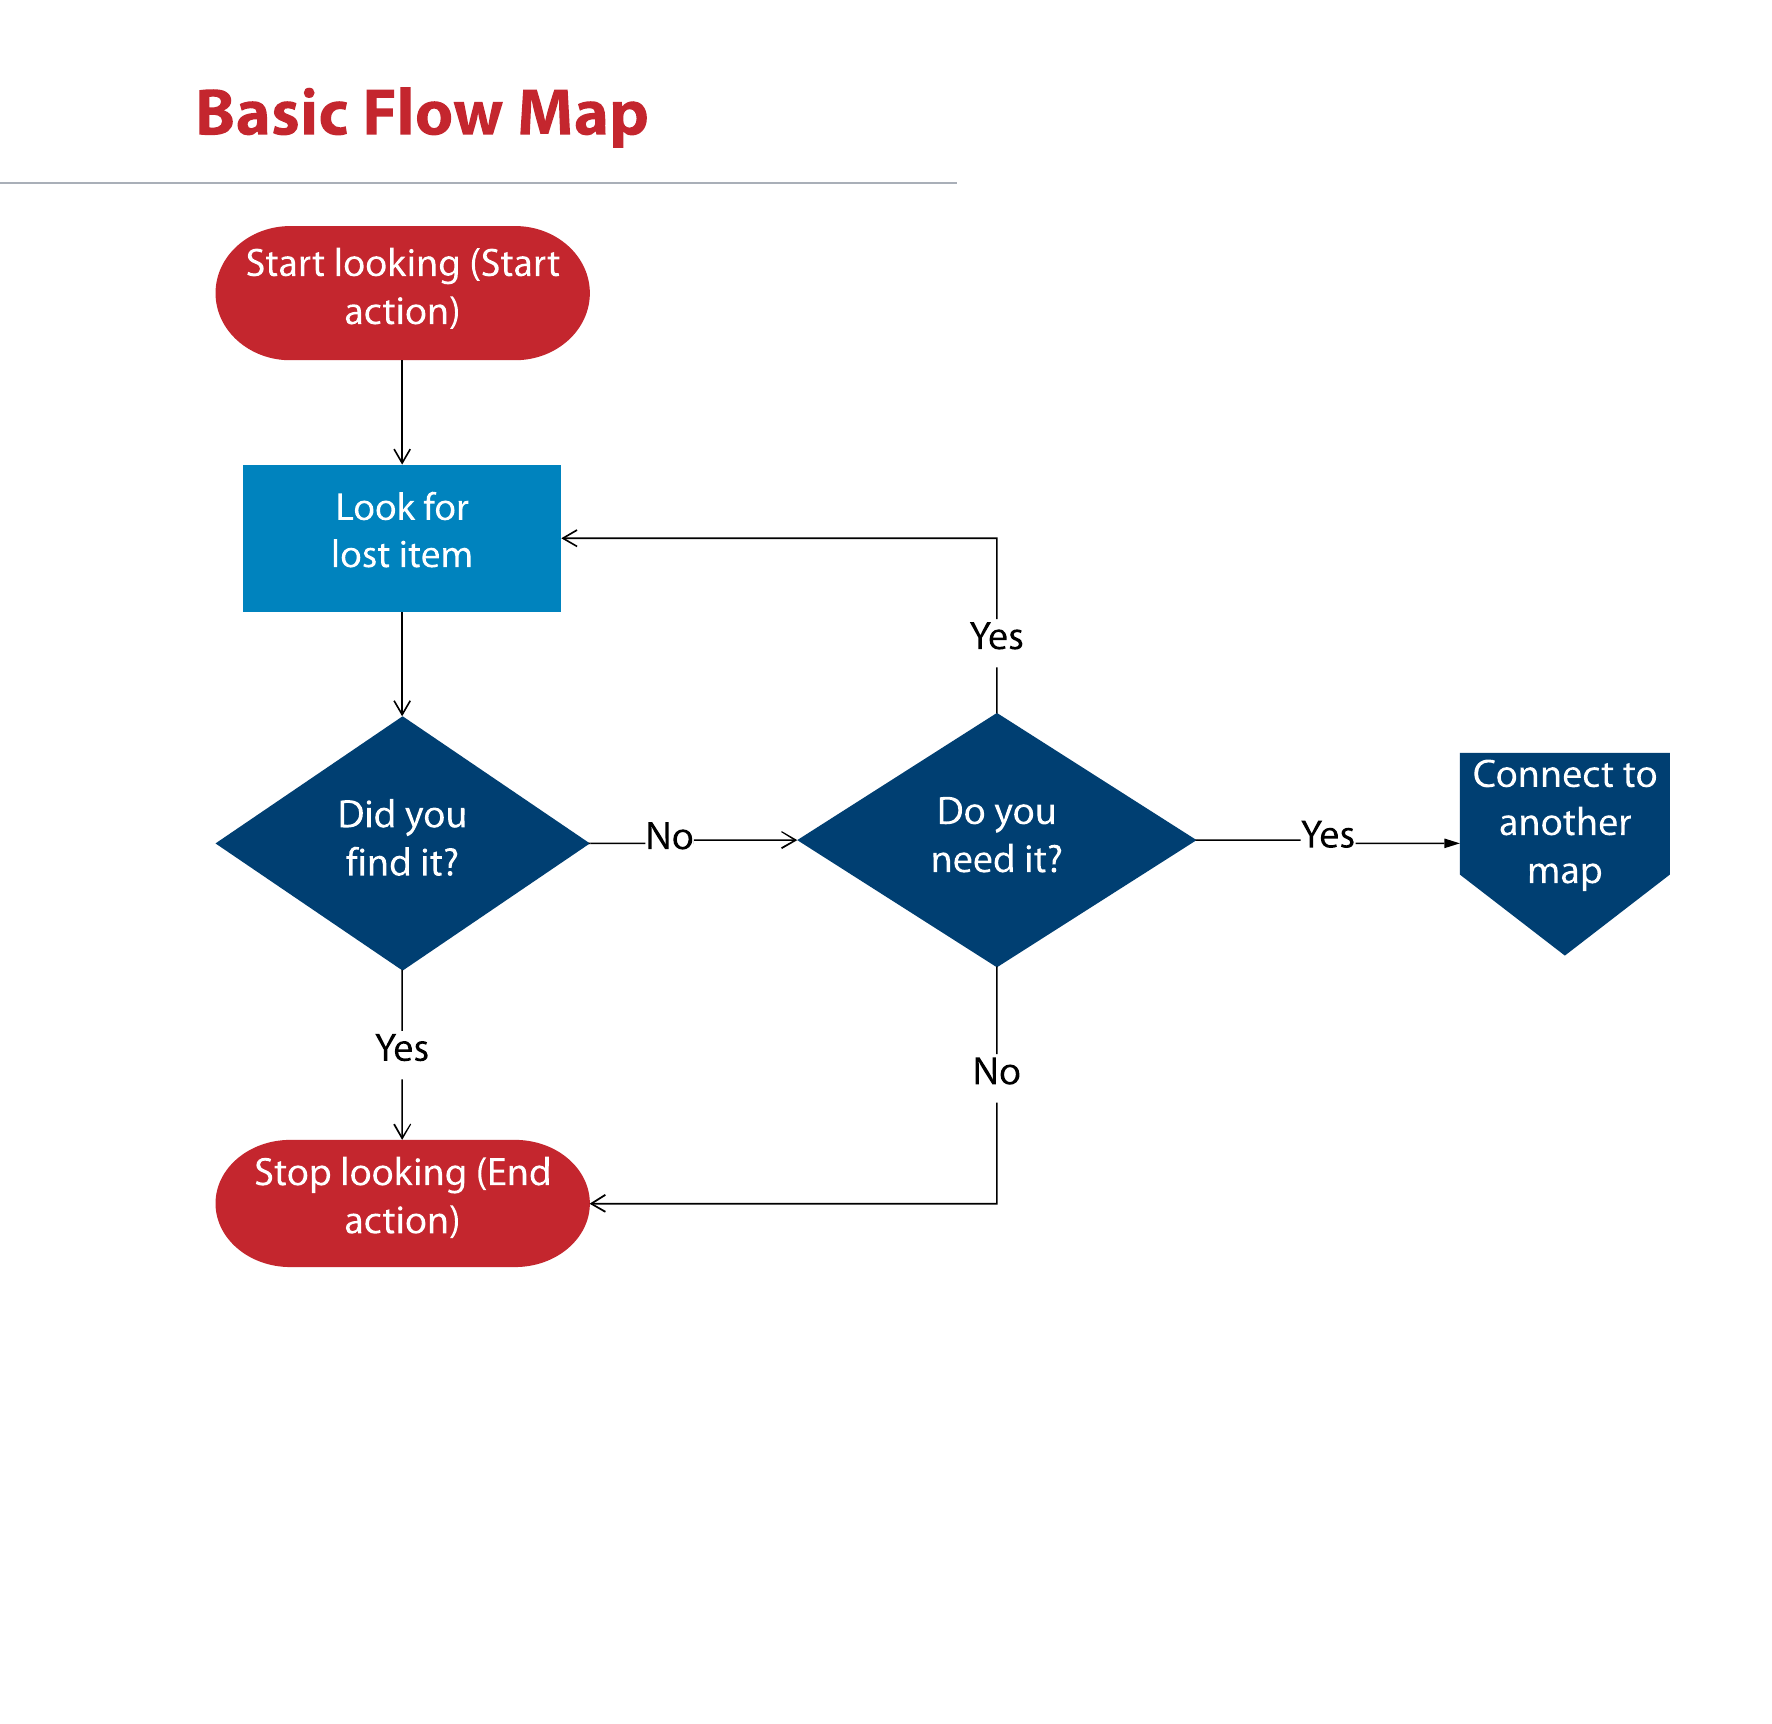 Basic Flow Map
Start looking (Start
action)
Look for
lost item
Yes
Did you
find it?
No
Do you
need it?
Yes
Connect to
another
map
Yes
No
Stop looking (End
action)